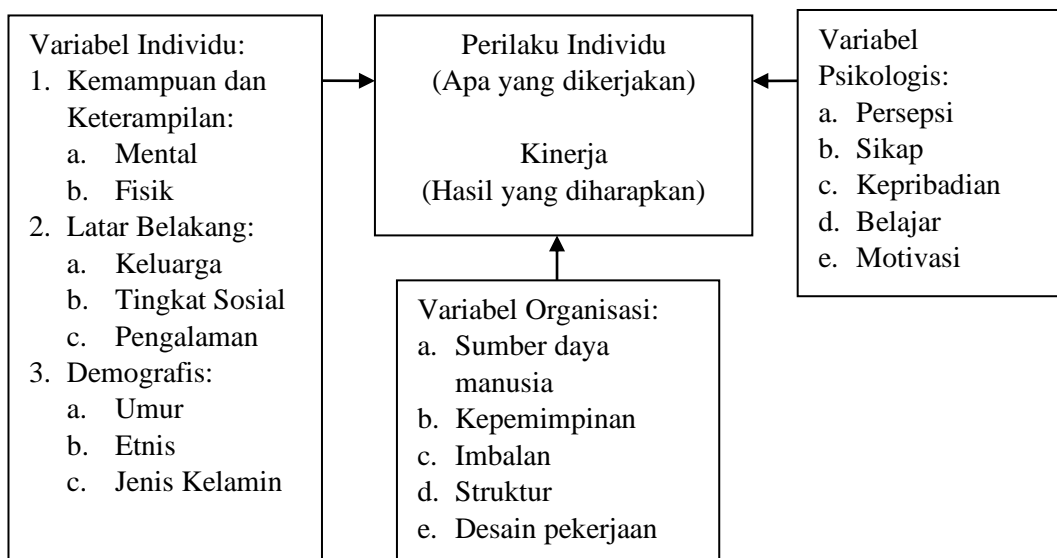 Variabel Individu:
1. Kemampuan dan
Keterampilan:
a. Mental
b. Fisik
2. Latar Belakang:
a. Keluarga
b. Tingkat Sosial
c. Pengalaman
3. Demografis:
a. Umur
b. Etnis
c. Jenis Kelamin
Perilaku Individu
(Apa yang dikerjakan)
Kinerja
(Hasil yang diharapkan)
Variabel Organisasi:
a. Sumber daya
manusia
b. Kepemimpinan
c. Imbalan
d. Struktur
e. Desain pekerjaan
Variabel
Psikologis:
a. Persepsi
b. Sikap
c. Kepribadian
d. Belajar
e. Motivasi